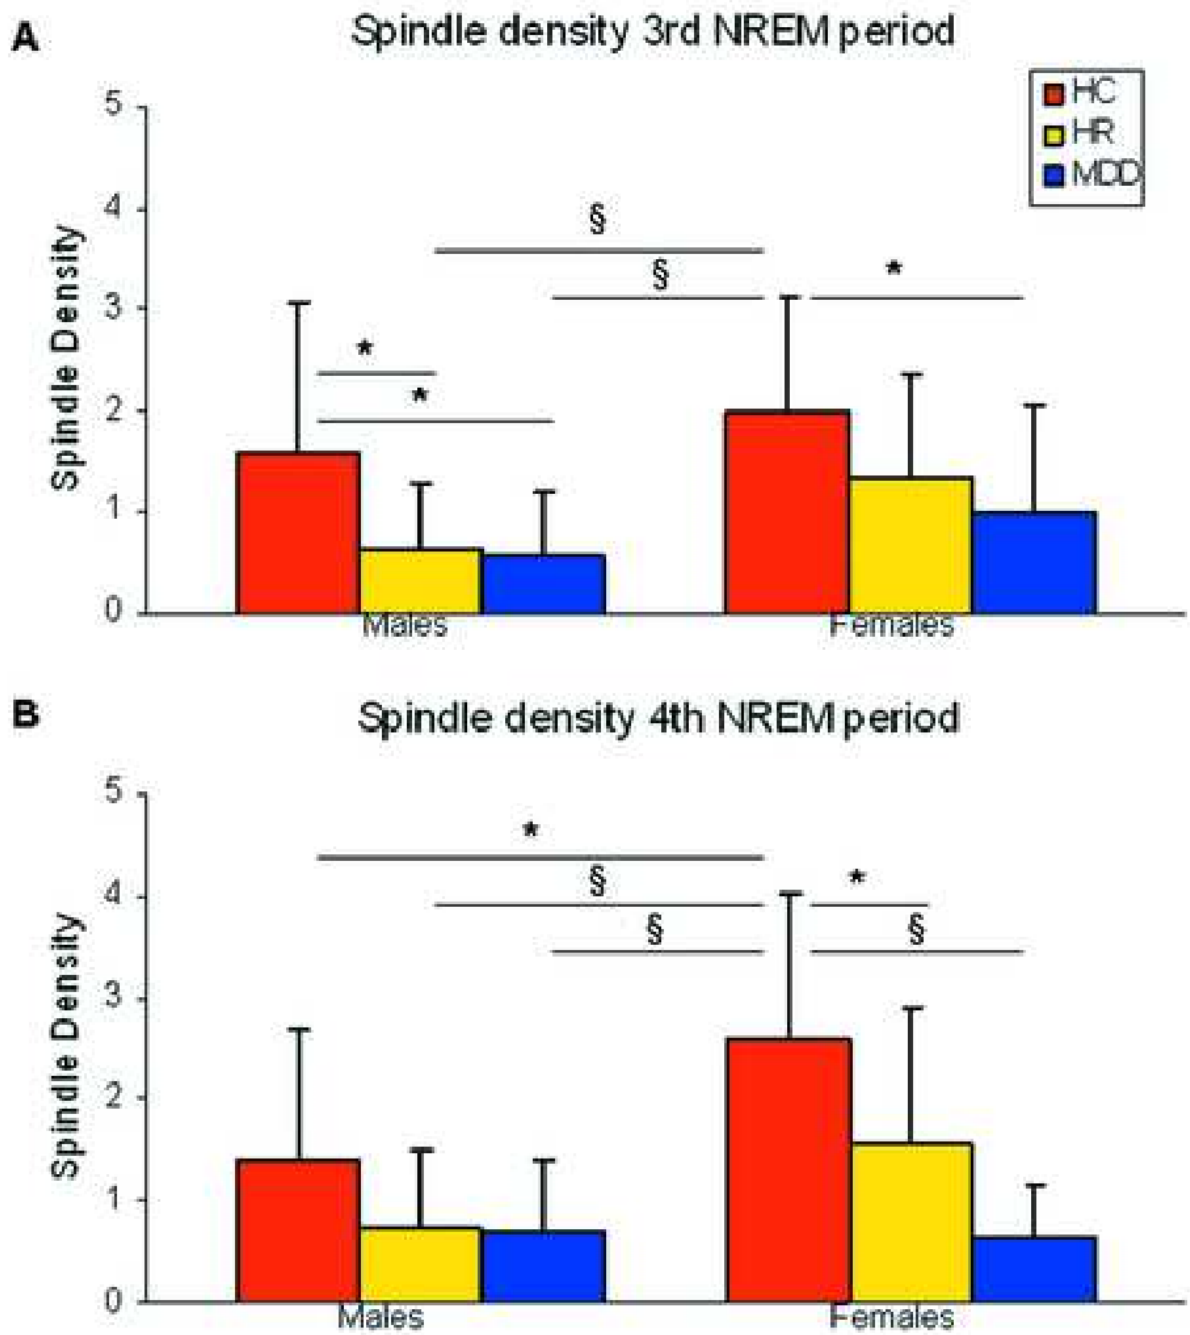 A
Spindle density 3rd NREM period
HC
HR
MDD
5
4
3
2
1
0
Spindle Density
§
§
*
*
*
Males
Females
B
Spindle density 4th NREM period
5
4
3
2
1
0
Spindle Density
*
§
*
§
§
Males
Females